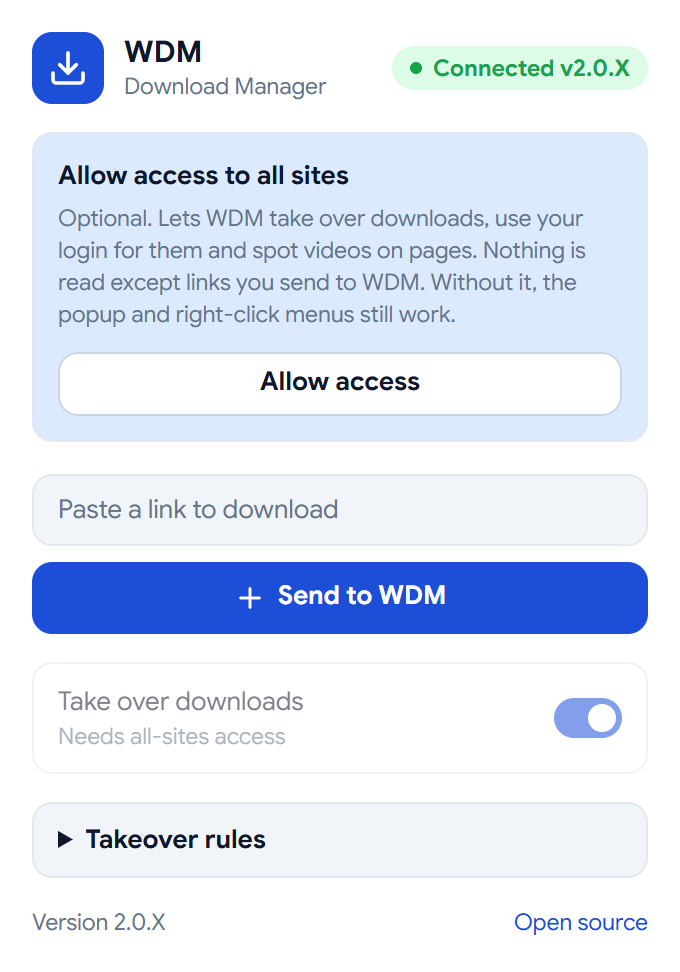 WDM
Download Manager
Connected v2.0.X
Allow access to all sites
Optional. Lets WDM take over downloads, use your
login for them and spot videos on pages. Nothing is
read except links you send to WDM. Without it, the
popup and right-click menus still work.
Allow access
Paste a link to download
Send to WDM
Take over downloads
Needs all-sites access
Takeover rules
Version 2.0.X
Open source